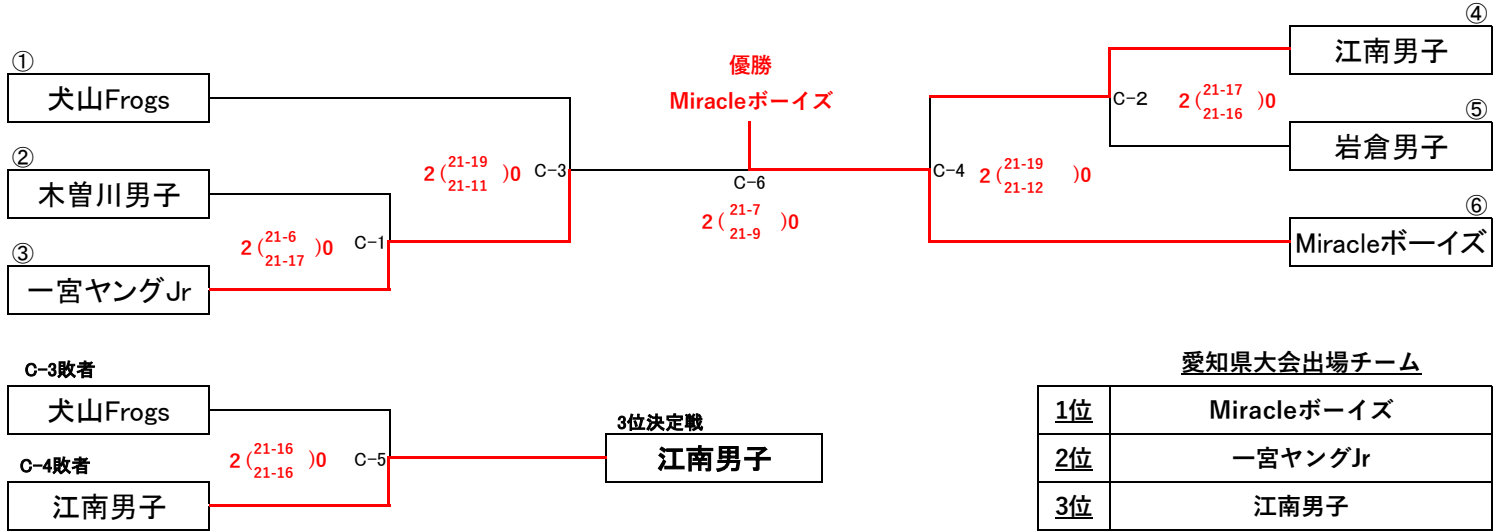 ①
犬山Frogs
②
木曽川男子
③
一宮ヤングJr
2 ( 21-6 )0
21-17
C-1
2 ( 21-19 )0
21-11
C-3
優勝
Miracleボーイズ
C-6
2 ( 21-7 )0
21-9
④
江南男子
⑤
岩倉男子
C-2
2 ( 21-17 )0
21-16
C-4
2 ( 21-19 )0
21-12
⑥
Miracleボーイズ
C-3敗者
犬山Frogs
C-4敗者
江南男子
2 ( 21-16 )0
21-16
C-5
3位決定戦
江南男子
愛知県大会出場チーム
1位 Miracleボーイズ
2位 一宮ヤングJr
3位 江南男子